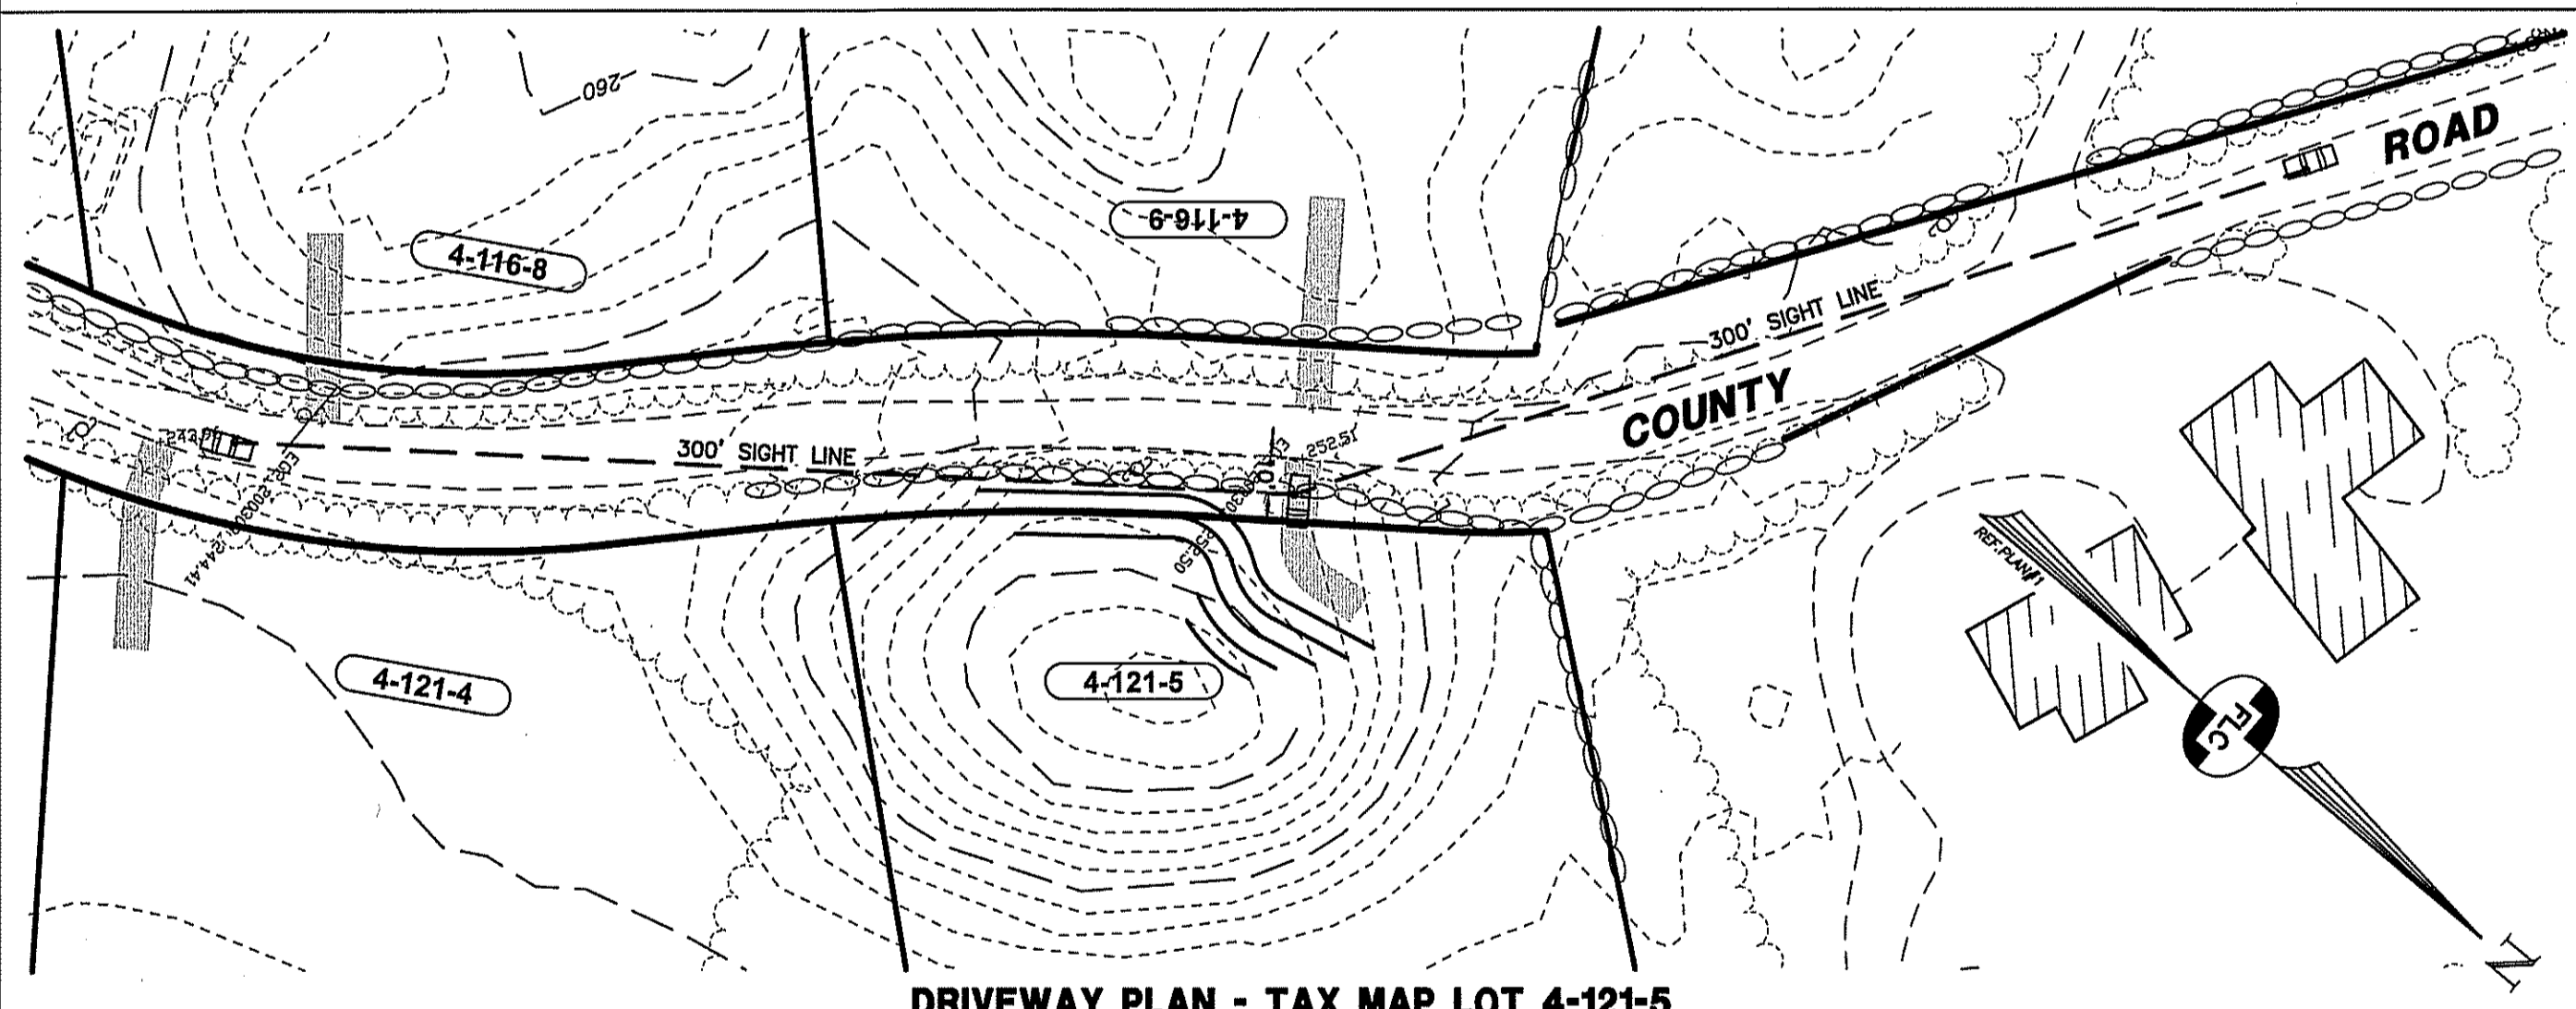 260
ROAD
4-116-8
4-116-9
300' SIGHT LINE
COUNTY
300' SIGHT LINE
252.51
10'
252.50
REF.PLAN#1
4-121-4
4-121-5
FLC
N
DRIVEWAY PLAN - TAX MAP LOT 4-121-5